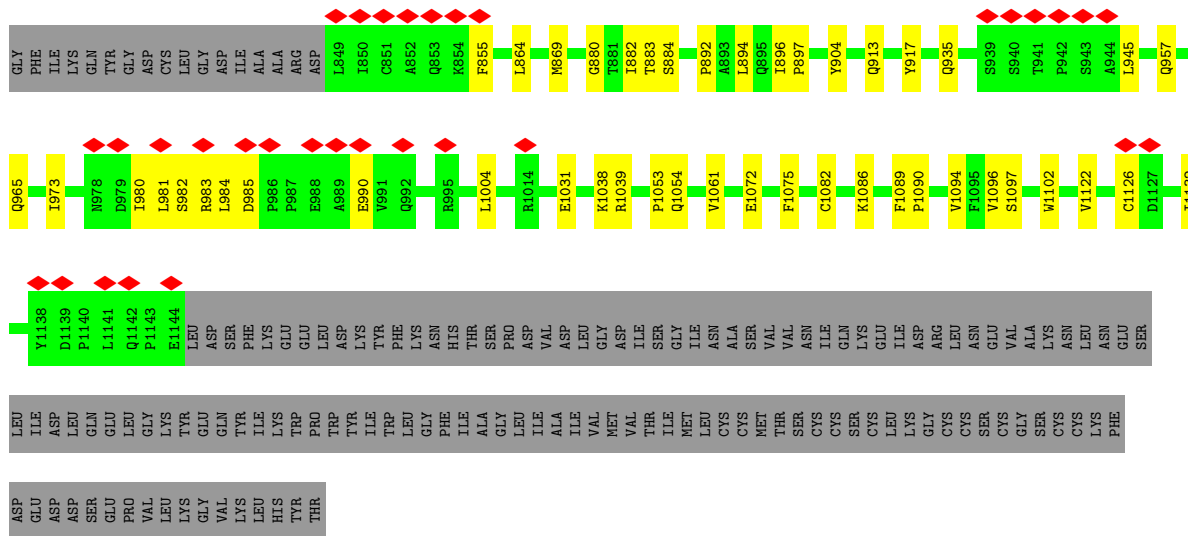 GLY PHE ILE LYS GLN TYR GLY ASP CYS LEU GLY ASP ILE ALA ALA ARG ASP L849 I850 C851 A852 Q853 K854 F855 L864 M869 G880 T881 I882 T883 S884 P892 A893 L894 Q895 I896 P897 Y904 Q913 Y917 Q935 S939 S940 T941 P942 S943 A944 L945 Q957
Q965 I973 N978 D979 I980 L981 S982 R983 L984 D985 P986 P987 E988 A989 E990 V991 Q992 R995 L1004 R1014 E1031 K1038 R1039 P1053 Q1054 V1061 E1072 F1075 C1082 K1086 F1089 P1090 V1094 F1095 V1096 S1097 W1102 V1122 C1126 D1127
Y1138 D1139 P1140 L1141 Q1142 P1143 E1144 LEU ASP SER PHE LYS GLU GLU LEU ASP LYS TYR PHE LYS ASN HIS THR SER PRO ASP VAL ASP LEU GLY ASP ILE SER GLY ILE ASN ALA SER VAL VAL ASN ILE GLN LYS GLU ILE ASP ARG LEU ASN GLU VAL ALA LYS ASN LEU ASN GLU SER
LEU ILE ASP LEU GLN GLU LEU GLY LYS TYR GLU GLN TYR ILE LYS TRP PRO TRP TYR ILE TRP LEU GLY PHE ILE ALA GLY LEU ILE ALA ILE VAL MET VAL THR ILE MET LEU CYS CYS MET THR SER CYS CYS SER CYS LEU LYS GLY CYS CYS SER CYS GLY SER CYS CYS LYS PHE
ASP GLU ASP ASP SER GLU PRO VAL LEU LYS GLY VAL LYS LEU HIS TYR THR